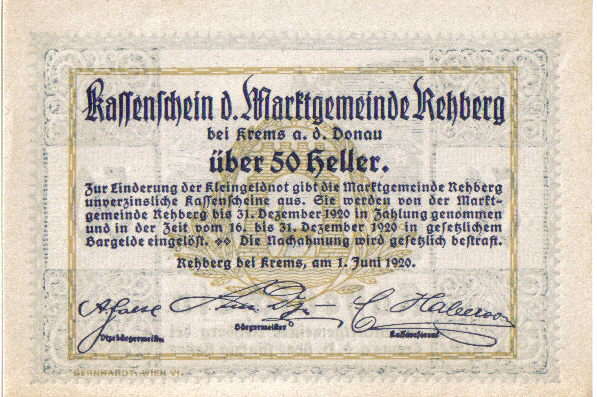 Kassenschein d. Marktgemeinde Rehberg
bei Krems a. d. Donau
über 50 Heller.
Zur Linderung der Kleingeldnot gibt die Marktgemeinde Rehberg
unverzinsliche Kassenscheine aus. Sie werden von der Markt-
gemeinde Rehberg bis 31. Dezember 1920 in Zahlung genommen
und in der Zeit vom 16. bis 31. Dezember 1920 in gesetzlichem
Bargelde eingelöst. ❖❖ Die Nachahmung wird gesetzlich bestraft.
Rehberg bei Krems, am 1. Juni 1920.
Vizebürgermeister
Bürgermeister
Kassareferent
BERNHARDT, WIEN VI.